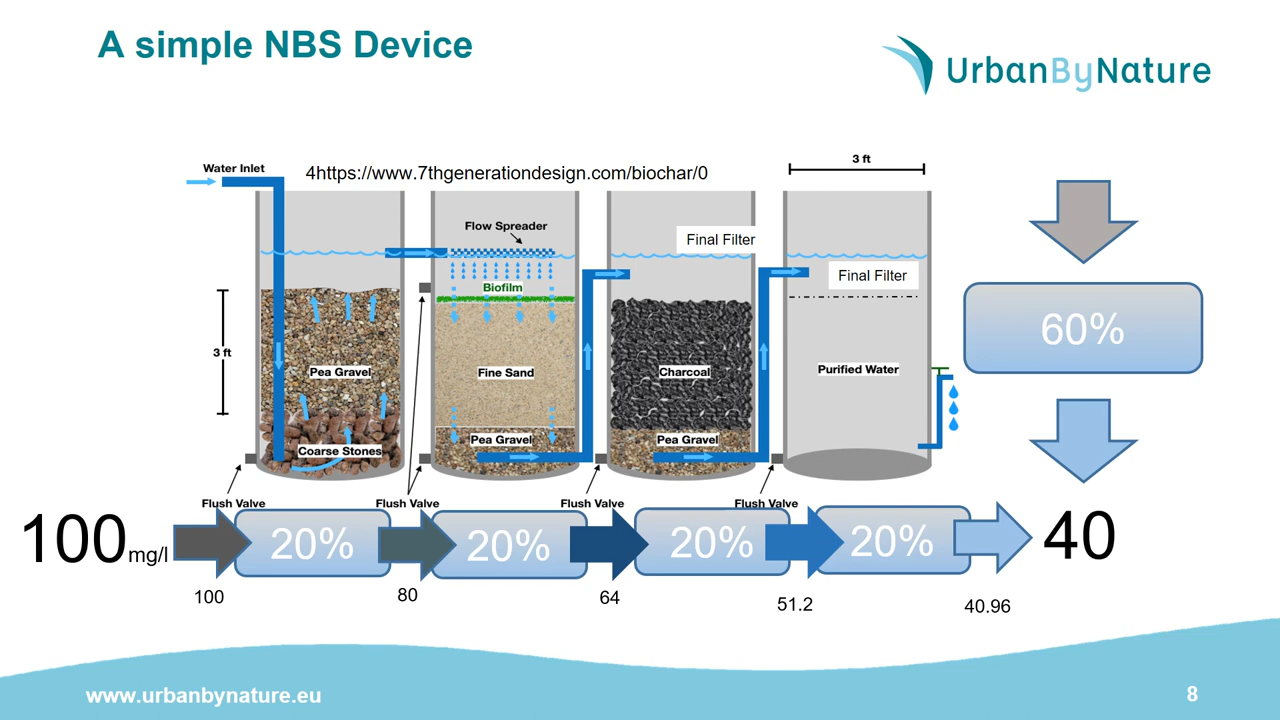 A simple NBS Device
UrbanByNature
3 ft
Water Inlet
4https://www.7thgenerationdesign.com/biochar/0
Flow Spreader
Final Filter
Final Filter
Biofilm
60%
3 ft
Pea Gravel
Fine Sand
Charcoal
Purified Water
Pea Gravel
Pea Gravel
Coarse Stones
Flush Valve
Flush Valve
Flush Valve
Flush Valve
100 mg/l
20%
20%
20%
20%
40
100
80
64
51.2
40.96
www.urbanbynature.eu
8